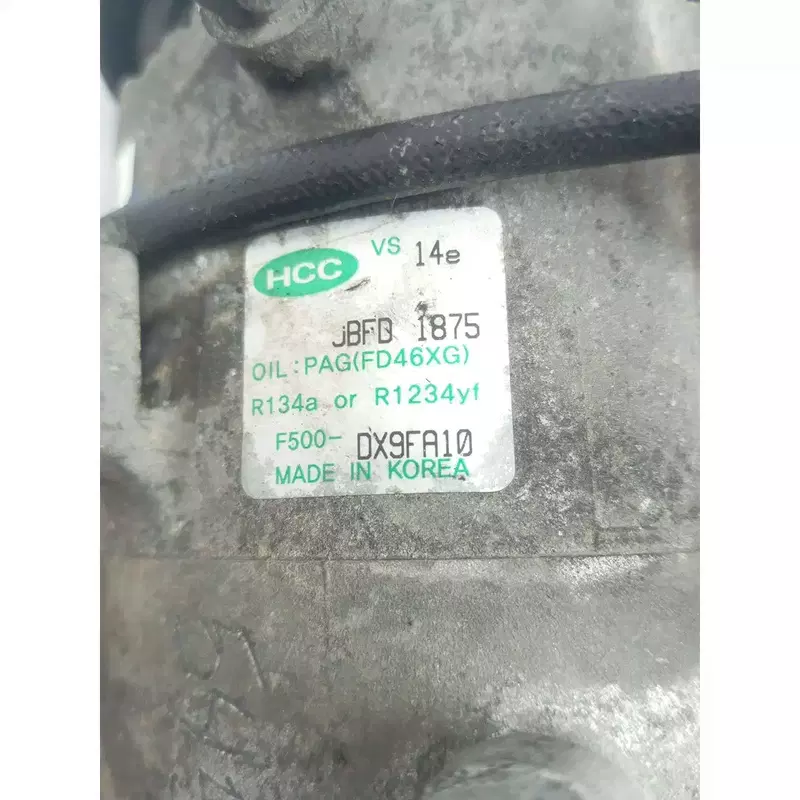 HCC VS 14e
JBFD 1875
OIL : PAG(FD46XG)
R134a or R1234yf
F500- DX9FA10
MADE IN KOREA